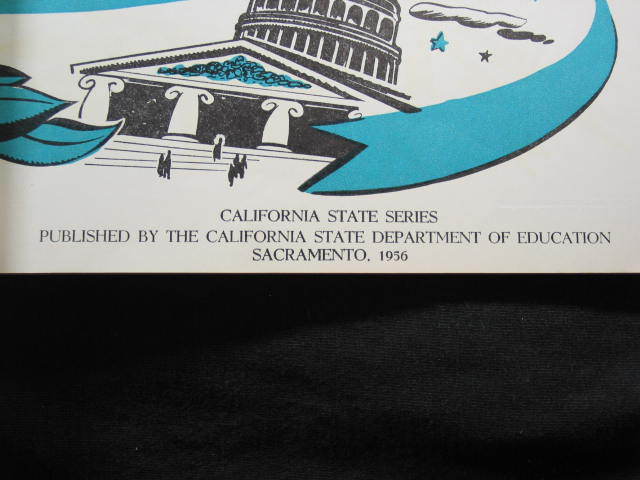 CALIFORNIA STATE SERIES
PUBLISHED BY THE CALIFORNIA STATE DEPARTMENT OF EDUCATION
SACRAMENTO, 1956